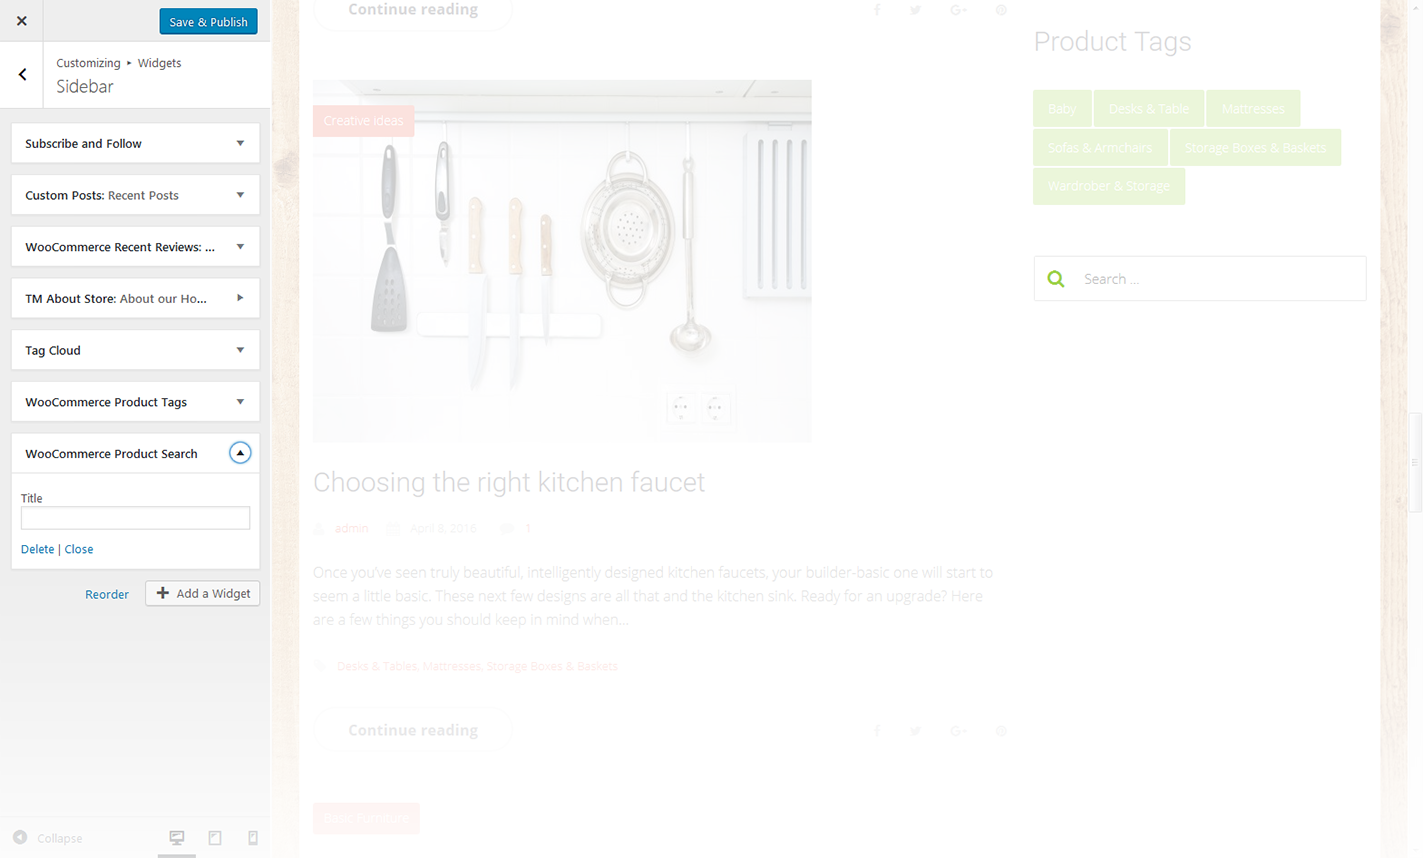 Save & Publish
Customizing ▸ Widgets
Sidebar
Subscribe and Follow
Custom Posts: Recent Posts
WooCommerce Recent Reviews: ...
TM About Store: About our Ho...
Tag Cloud
WooCommerce Product Tags
WooCommerce Product Search
Title
Delete | Close
Reorder
Add a Widget
Collapse
Continue reading
Creative ideas
Choosing the right kitchen faucet
admin April 8, 2016 1
Once you've seen truly beautiful, intelligently designed kitchen faucets, your builder-basic one will start to
seem a little basic. These next few designs are all that and the kitchen sink. Ready for an upgrade? Here
are a few things you should keep in mind when...
Desks & Tables, Mattresses, Storage Boxes & Baskets
Continue reading
Basic Furniture
Product Tags
Baby
Desks & Table
Mattresses
Sofas & Armchairs
Storage Boxes & Baskets
Wardrober & Storage
Search ...